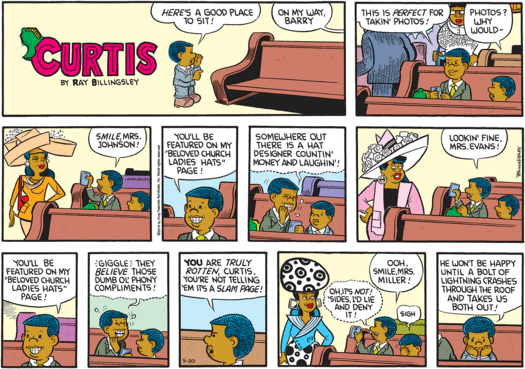 CURTIS
BY RAY BILLINGSLEY
HERE'S A GOOD PLACE
TO SIT!
ON MY WAY,
BARRY
THIS IS PERFECT FOR
TAKIN' PHOTOS!
PHOTOS?
WHY
WOULD-
SMILE, MRS.
JOHNSON!
YOU'LL BE
FEATURED ON MY
"BELOVED CHURCH
LADIES HATS"
PAGE!
SOMEWHERE OUT
THERE IS A HAT
DESIGNER COUNTIN'
MONEY AND LAUGHIN'!
LOOKIN' FINE,
MRS. EVANS!
YOU'LL BE
FEATURED ON MY
"BELOVED CHURCH
LADIES HATS"
PAGE!
:GIGGLE: THEY
BELIEVE THOSE
DUMB OL' PHONY
COMPLIMENTS!
YOU ARE TRULY
ROTTEN, CURTIS.
YOU'RE NOT TELLING
'EM ITS A SLAM PAGE!
5-20
OH, ITS NOT!
'SIDES, I'D LIE
AND DENY
IT!
OOH,
SMILE, MRS.
MILLER!
SIGH
HE WON'T BE HAPPY
UNTIL A BOLT OF
LIGHTNING CRASHES
THROUGH THE ROOF
AND TAKES US
BOTH OUT!